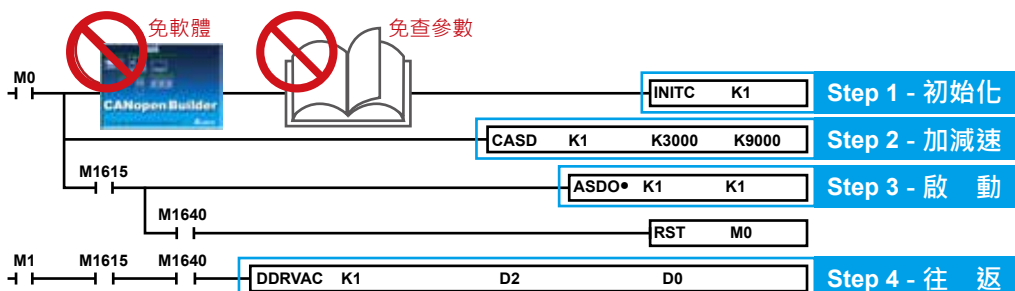 免軟體
免查參數
M0
CANopen Builder
INITC K1
Step 1 - 初始化
CASD K1 K3000 K9000
Step 2 - 加減速
M1615
ASDO• K1 K1
Step 3 - 啟 動
M1640
RST M0
M1 M1615 M1640
DDRVAC K1 D2 D0
Step 4 - 往 返